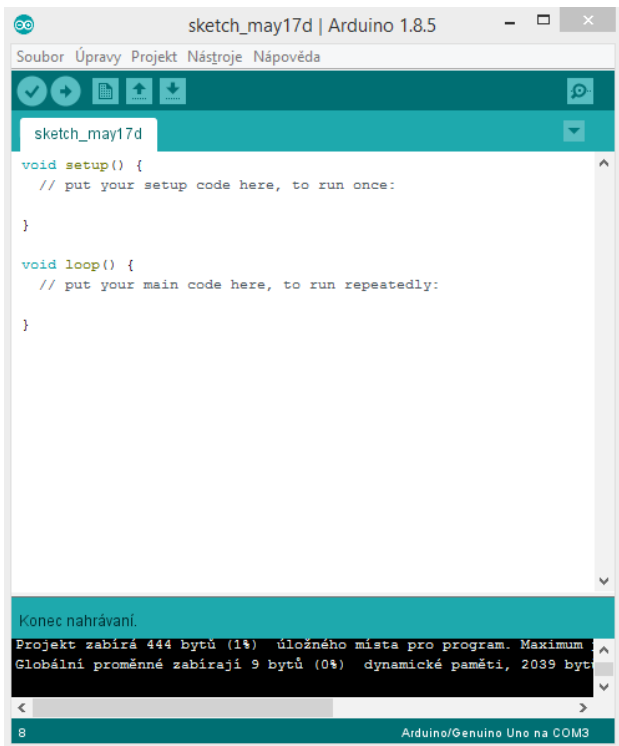 sketch_may17d | Arduino 1.8.5
Soubor Úpravy Projekt Nástroje Nápověda
sketch_may17d
void setup() {
  // put your setup code here, to run once:
}
void loop() {
  // put your main code here, to run repeatedly:
}
Konec nahrávaní.
Projekt zabírá 444 bytů (1%)  úložného místa pro program. Maximum
Globální proměnné zabírají 9 bytů (0%)  dynamické paměti, 2039 byt
8 Arduino/Genuino Uno na COM3